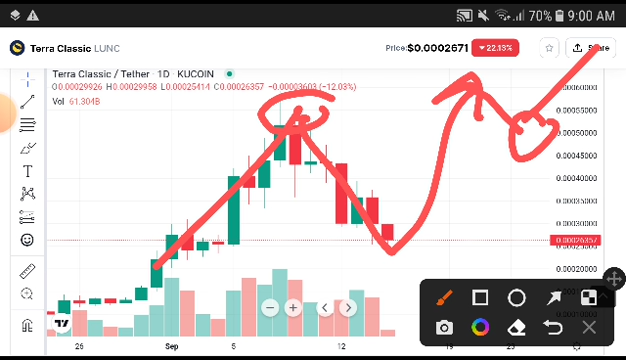 70% 9:00 AM
Terra Classic LUNC Price: $0.0002671 ▼22.13% Share
Terra Classic / Tether · 1D · KUCOIN
O0.00029926 H0.00029958 L0.00025414 C0.00026357 −0.00003603 (−12.03%)
Vol 61.304B
0.00060000
0.00055000
0.00050000
0.00045000
0.00040000
0.00035000
0.00030000
0.00026357
0.00020000
26 Sep 5 12 19 23